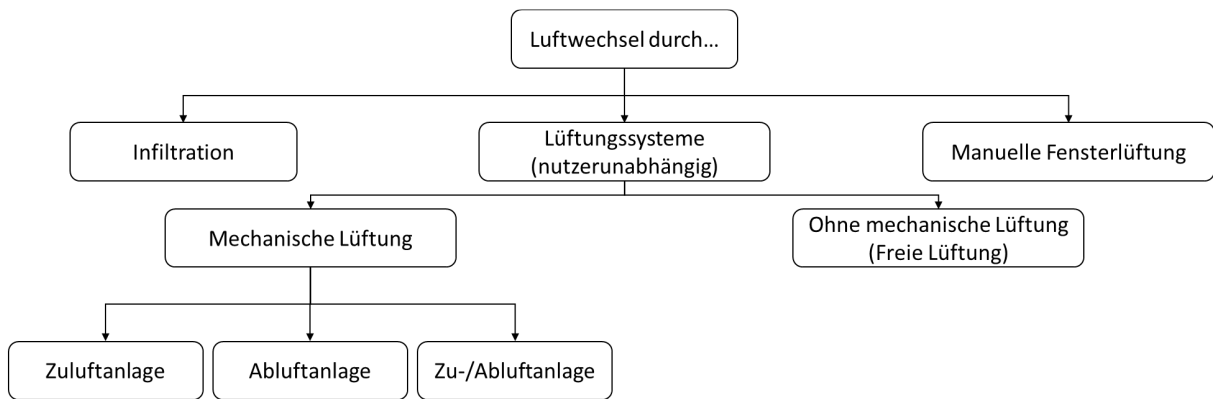 Luftwechsel durch...
Infiltration
Lüftungssysteme
(nutzerunabhängig)
Manuelle Fensterlüftung
Mechanische Lüftung
Ohne mechanische Lüftung
(Freie Lüftung)
Zuluftanlage
Abluftanlage
Zu-/Abluftanlage